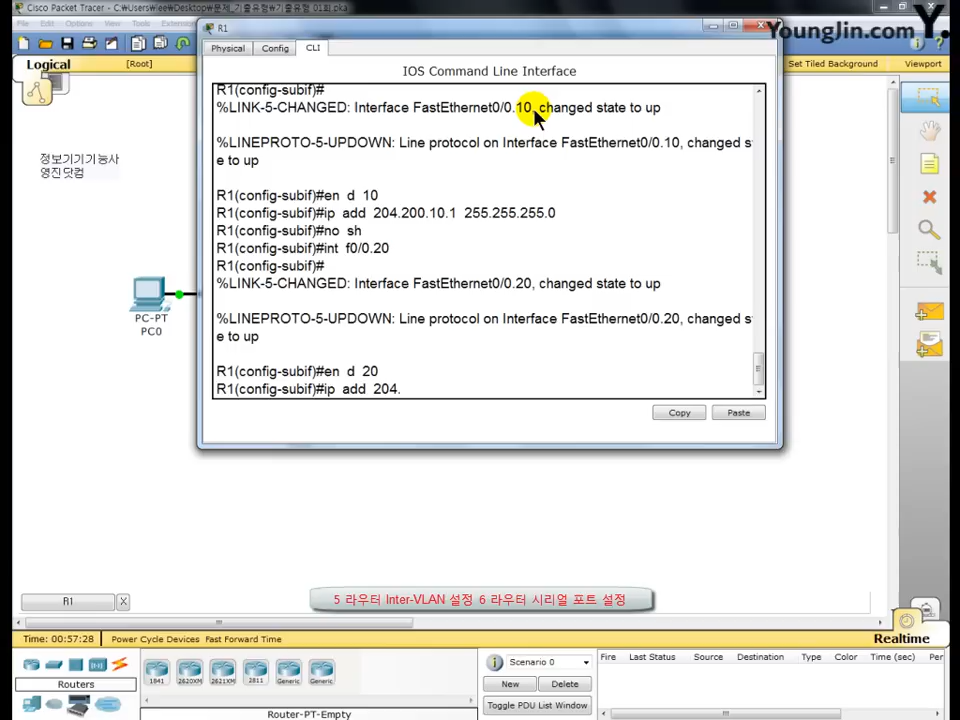 Cisco Packet Tracer - C:\Users\lee\Desktop\문제_기출유형\기출유형 01회.pka
File Edit Options View Tools Extensions
YoungJin.com Y.
R1
Physical Config CLI
Logical [Root] Set Tiled Background Viewport
IOS Command Line Interface
R1(config-subif)#
%LINK-5-CHANGED: Interface FastEthernet0/0.10, changed state to up
%LINEPROTO-5-UPDOWN: Line protocol on Interface FastEthernet0/0.10, changed s
e to up
R1(config-subif)#en d 10
R1(config-subif)#ip add 204.200.10.1 255.255.255.0
R1(config-subif)#no sh
R1(config-subif)#int f0/0.20
R1(config-subif)#
%LINK-5-CHANGED: Interface FastEthernet0/0.20, changed state to up
%LINEPROTO-5-UPDOWN: Line protocol on Interface FastEthernet0/0.20, changed s
e to up
R1(config-subif)#en d 20
R1(config-subif)#ip add 204.
Copy Paste
정보기기기능사
영진닷컴
PC-PT
PC0
5 라우터 Inter-VLAN 설정 6 라우터 시리얼 포트 설정
R1 X
Time: 00:57:28 Power Cycle Devices Fast Forward Time Realtime
1841 2620XM 2621XM 2811 Generic Generic
Routers
Router-PT-Empty
Scenario 0
New Delete
Toggle PDU List Window
Fire Last Status Source Destination Type Color Time (sec) Per